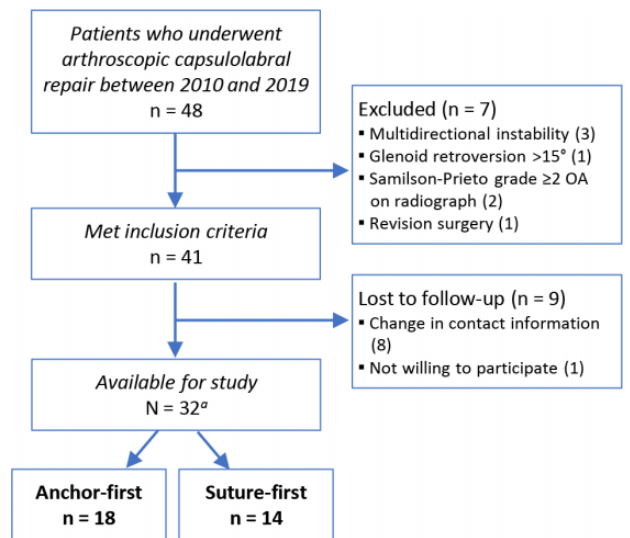 Patients who underwent
arthroscopic capsulolabral
repair between 2010 and 2019
n = 48
Excluded (n = 7)
▪ Multidirectional instability (3)
▪ Glenoid retroversion >15° (1)
▪ Samilson-Prieto grade ≥2 OA
on radiograph (2)
▪ Revision surgery (1)
Met inclusion criteria
n = 41
Lost to follow-up (n = 9)
▪ Change in contact information
(8)
▪ Not willing to participate (1)
Available for study
N = 32ᵃ
Anchor-first
n = 18
Suture-first
n = 14